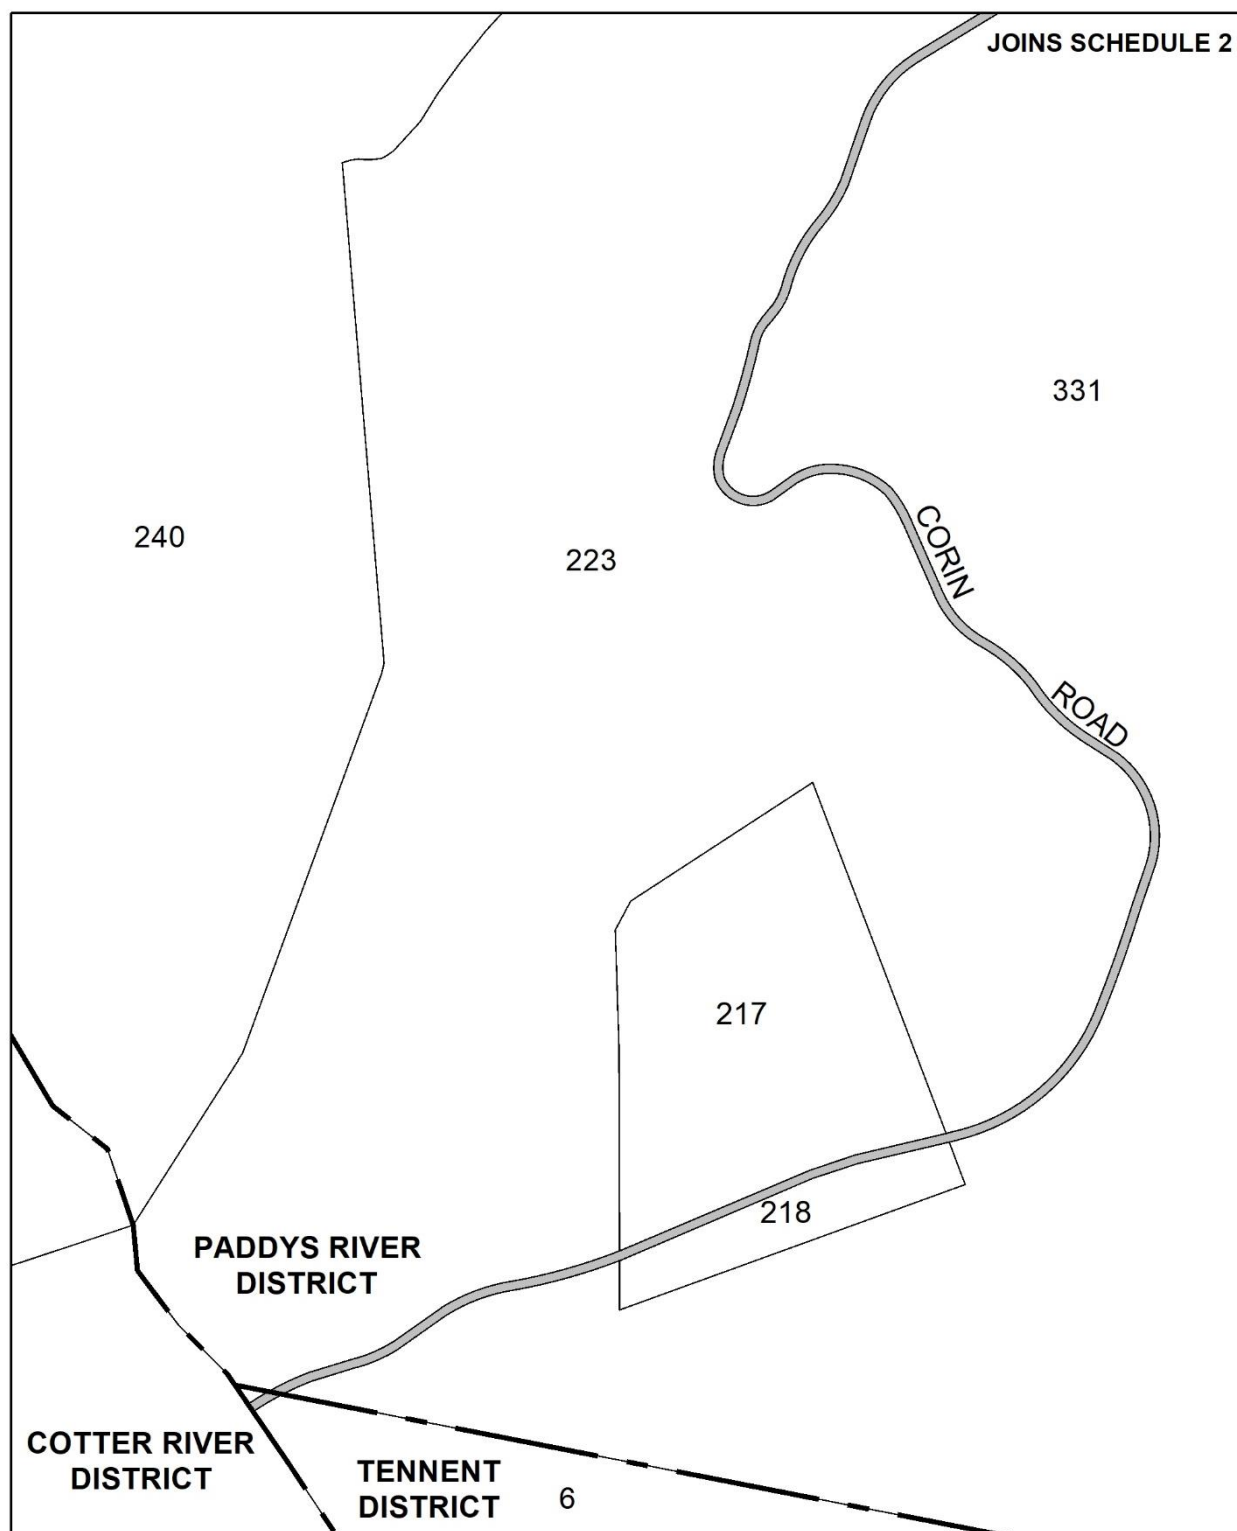 JOINS SCHEDULE 2
331
240
223
CORIN
ROAD
217
218
PADDYS RIVER
DISTRICT
COTTER RIVER
DISTRICT
TENNENT
DISTRICT
6